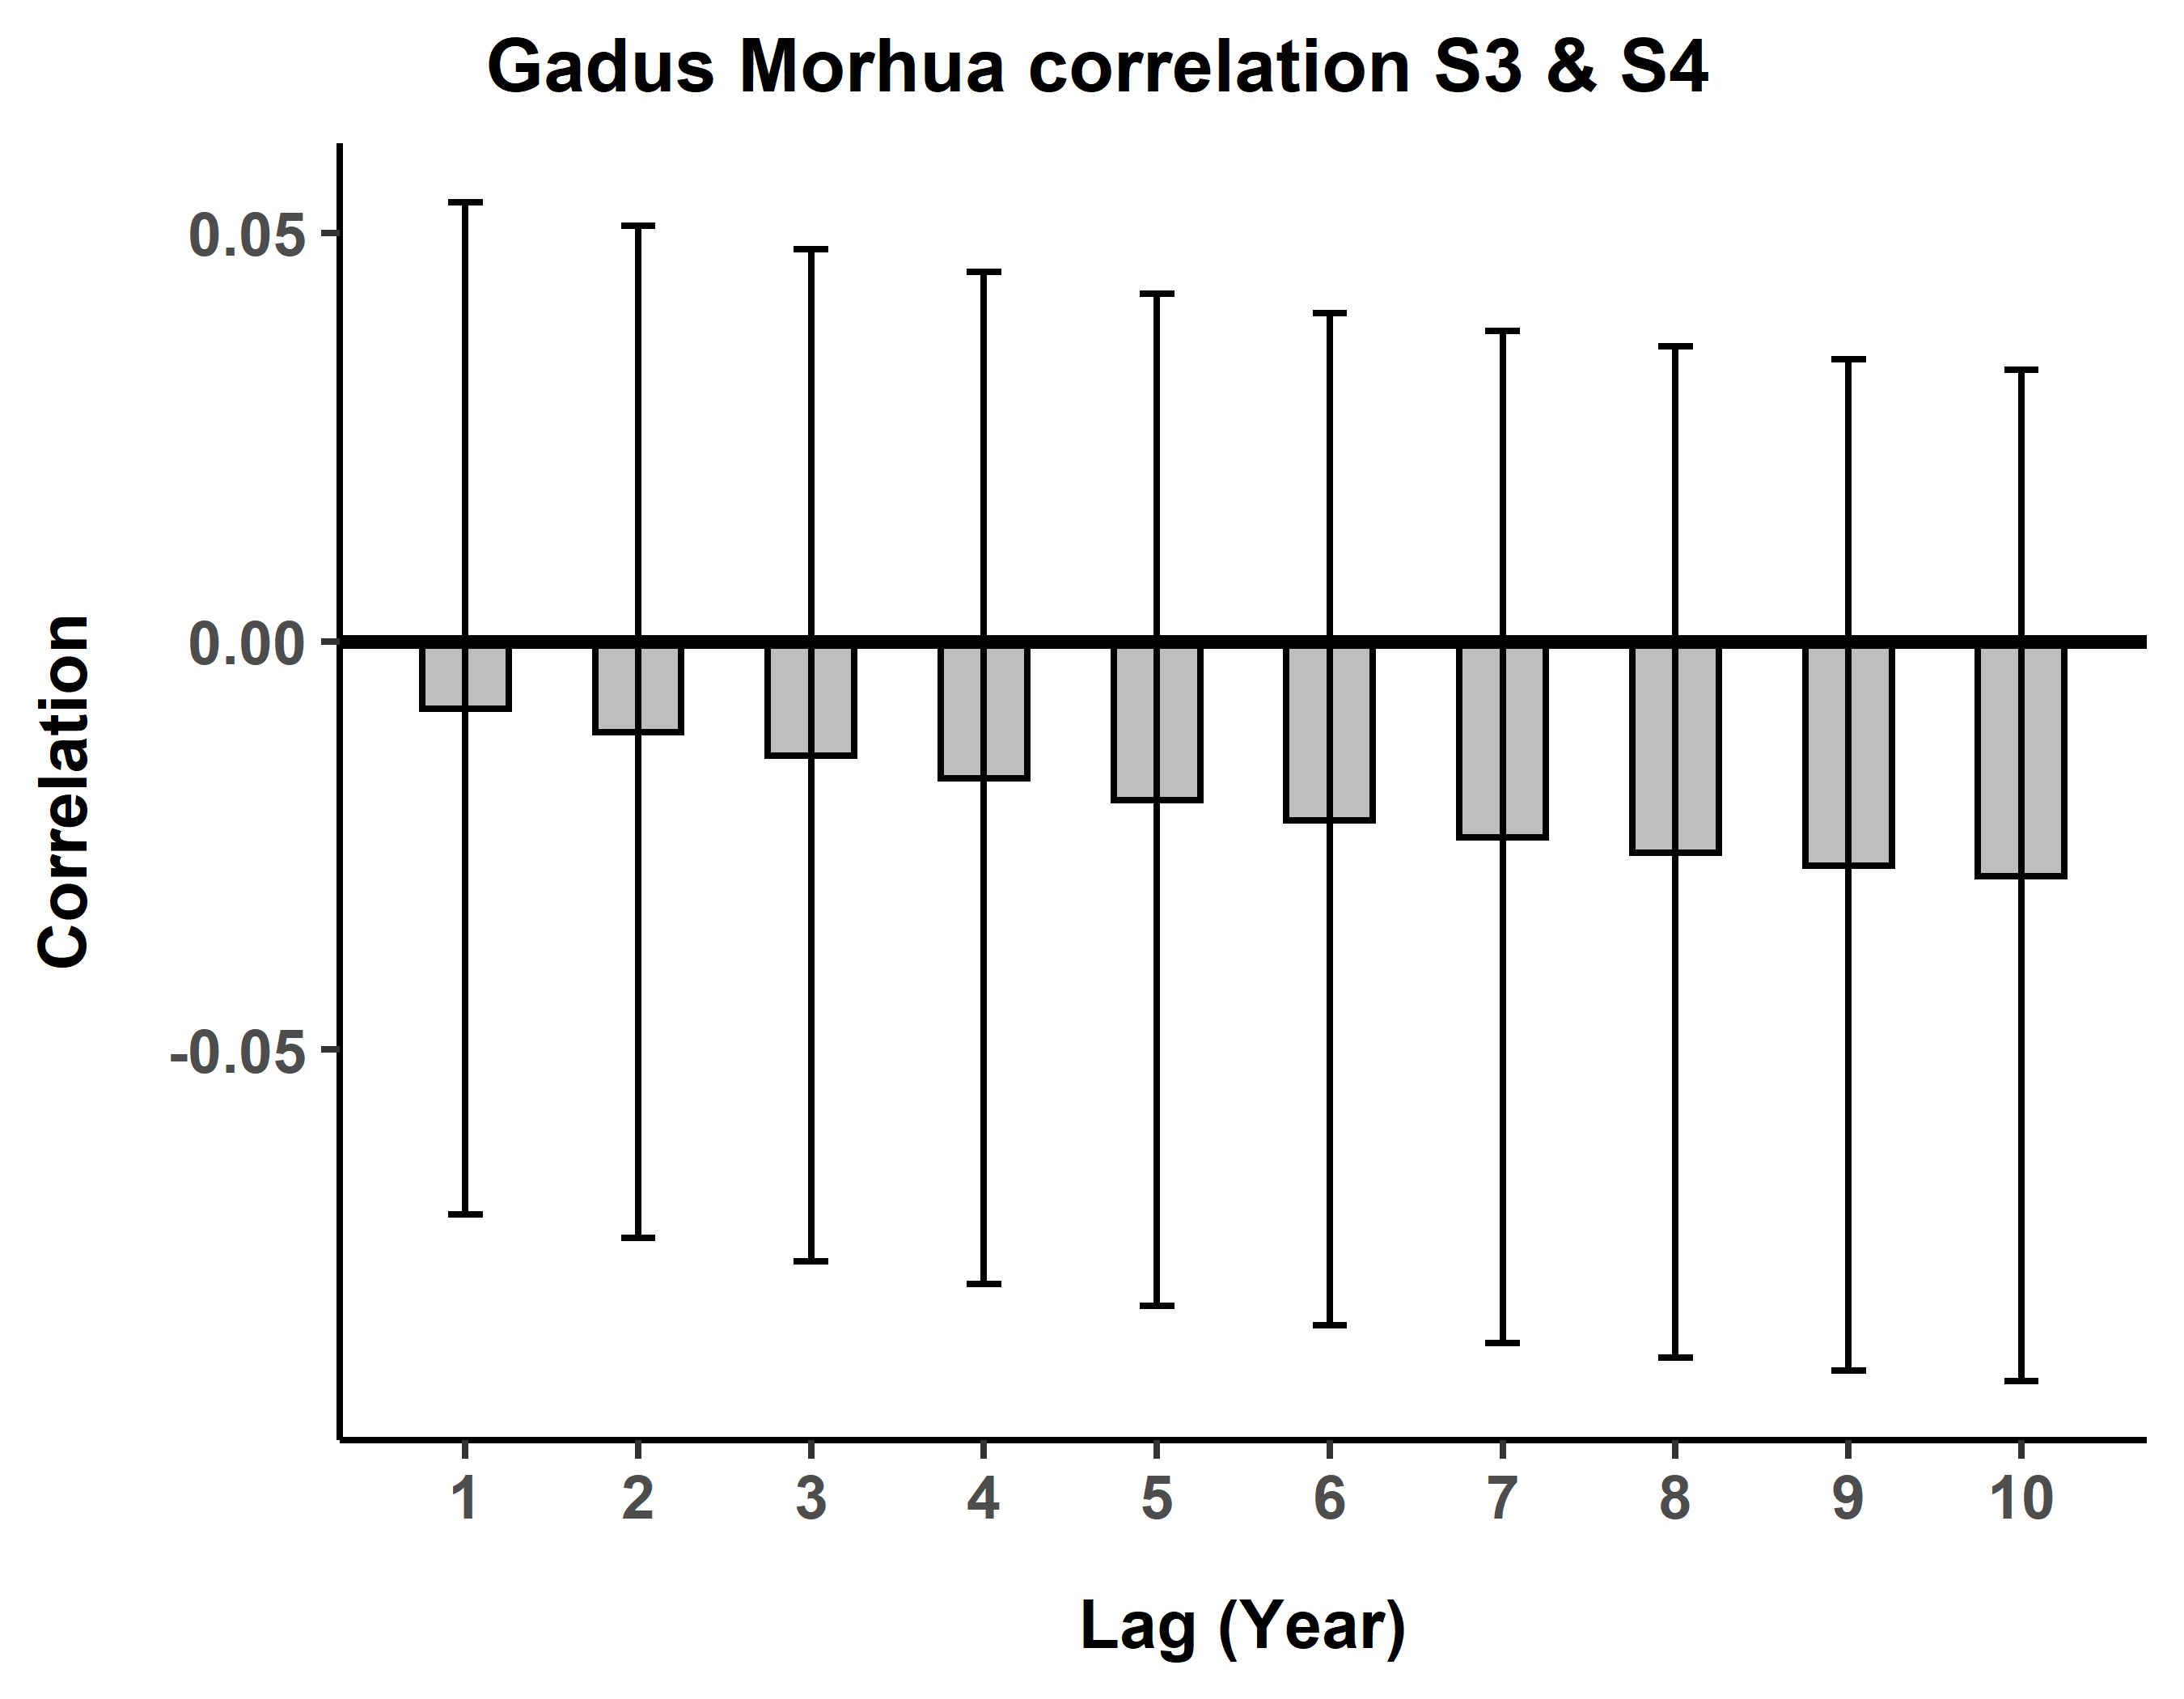 Gadus Morhua correlation S3 & S4
Correlation
0.05
0.00
-0.05
1 2 3 4 5 6 7 8 9 10
Lag (Year)